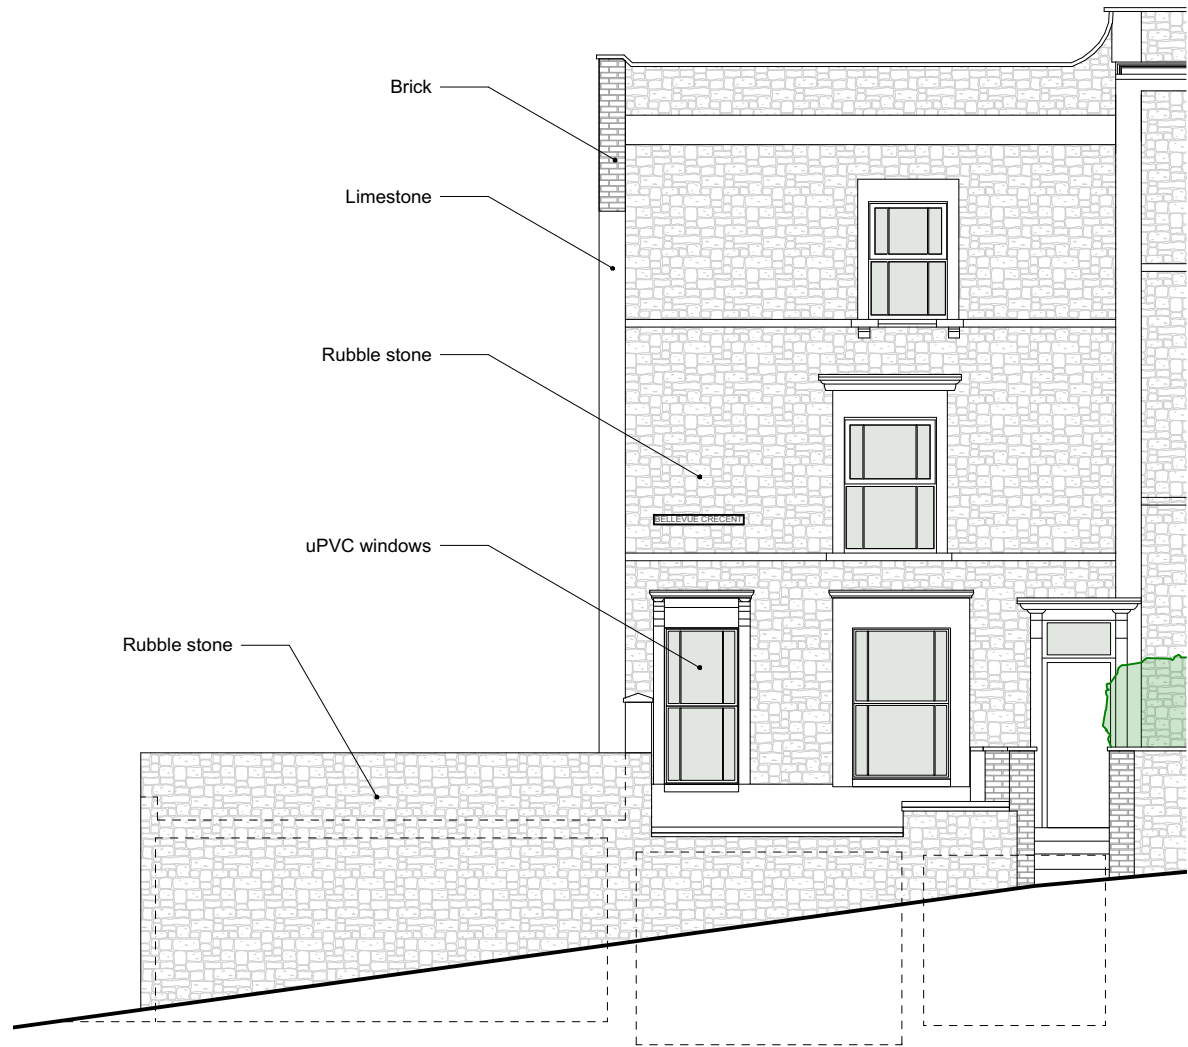 Brick
Limestone
Rubble stone
BELLEVUE CRECENT
uPVC windows
Rubble stone